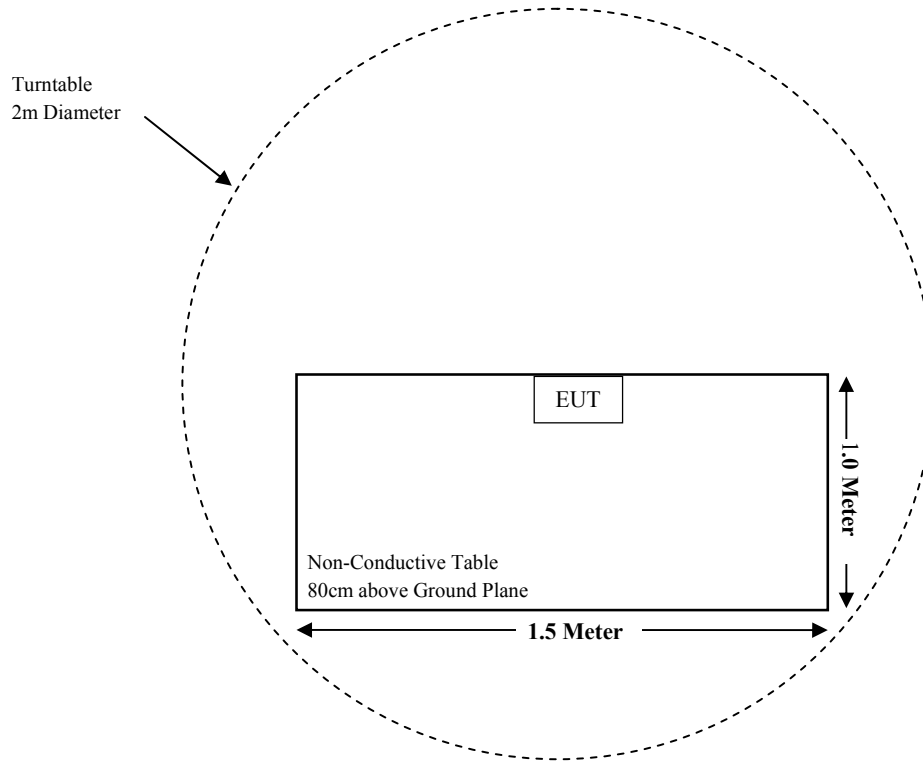 Turntable
2m Diameter
EUT
1.0 Meter
Non-Conductive Table
80cm above Ground Plane
1.5 Meter